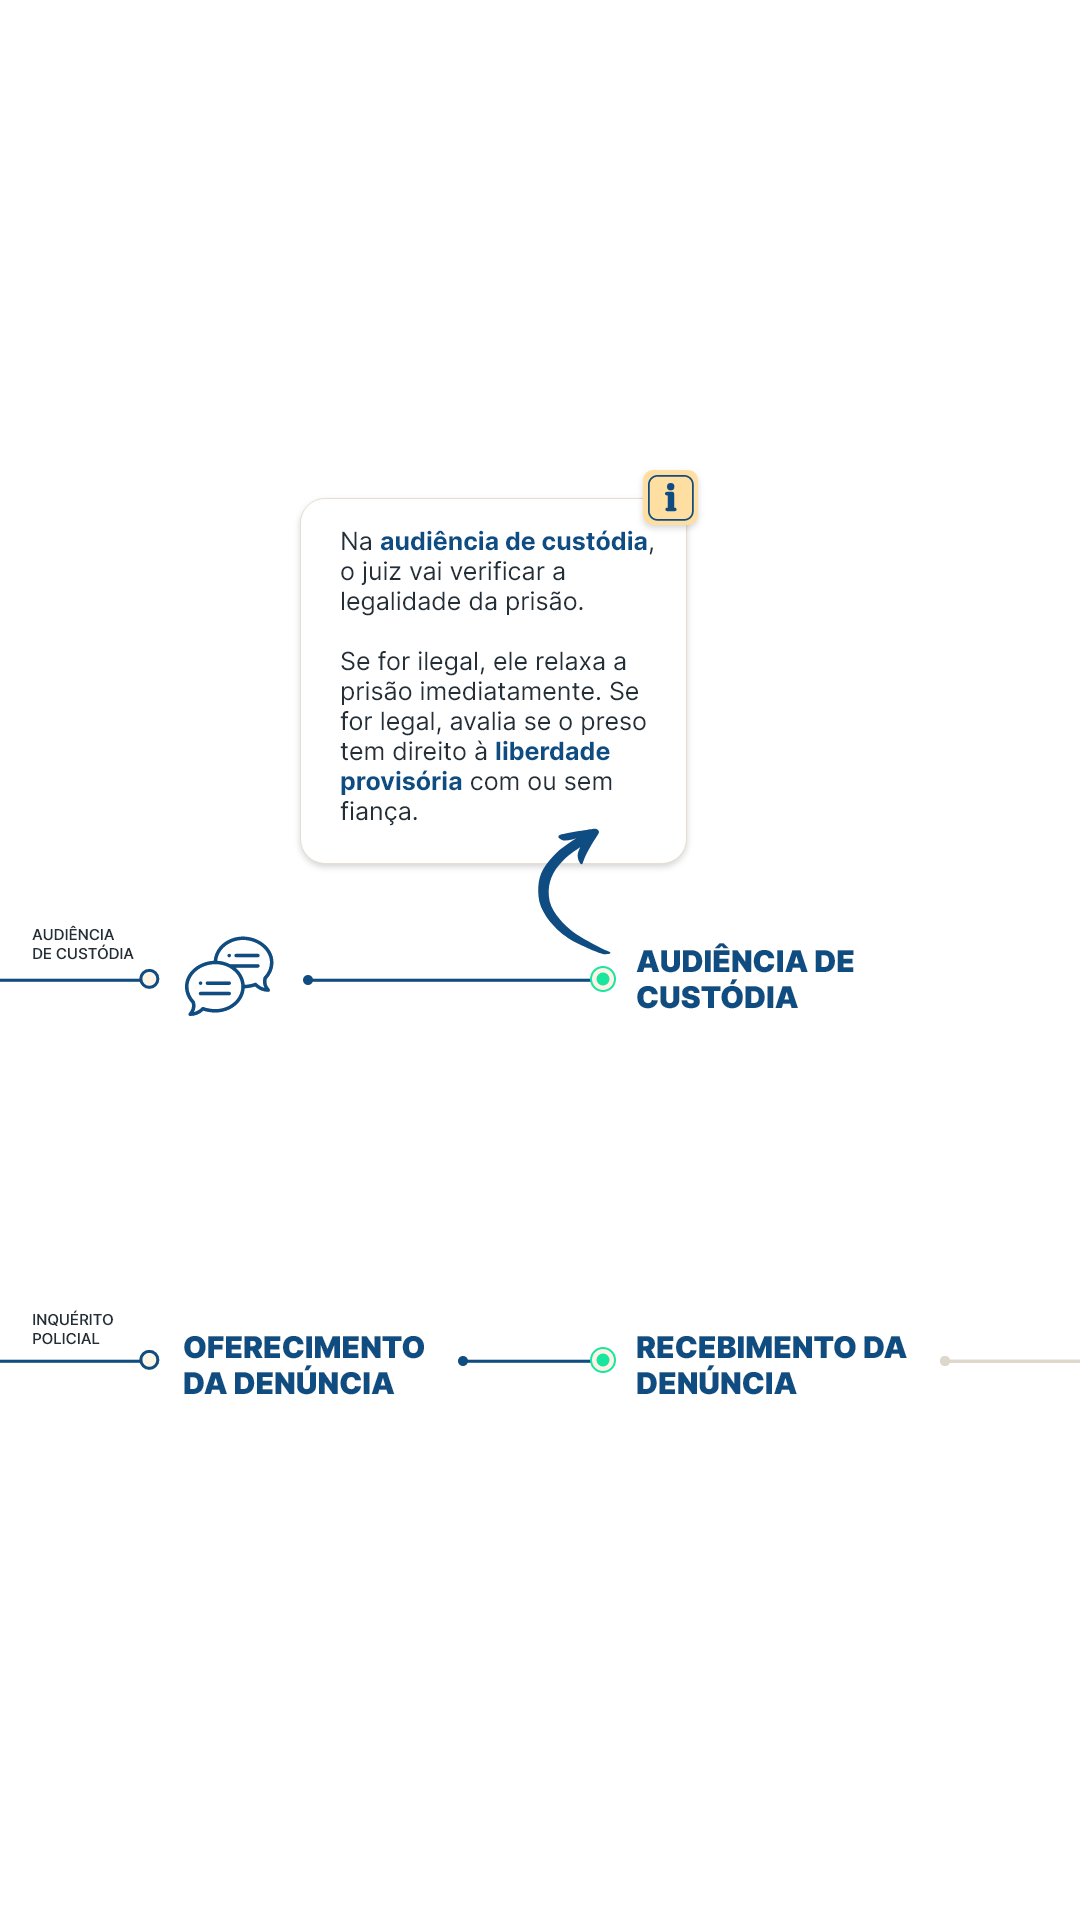 Na audiência de custódia,
o juiz vai verificar a
legalidade da prisão.
Se for ilegal, ele relaxa a
prisão imediatamente. Se
for legal, avalia se o preso
tem direito à liberdade
provisória com ou sem
fiança.
AUDIÊNCIA
DE CUSTÓDIA
AUDIÊNCIA DE
CUSTÓDIA
INQUÉRITO
POLICIAL
OFERECIMENTO
DA DENÚNCIA
RECEBIMENTO DA
DENÚNCIA